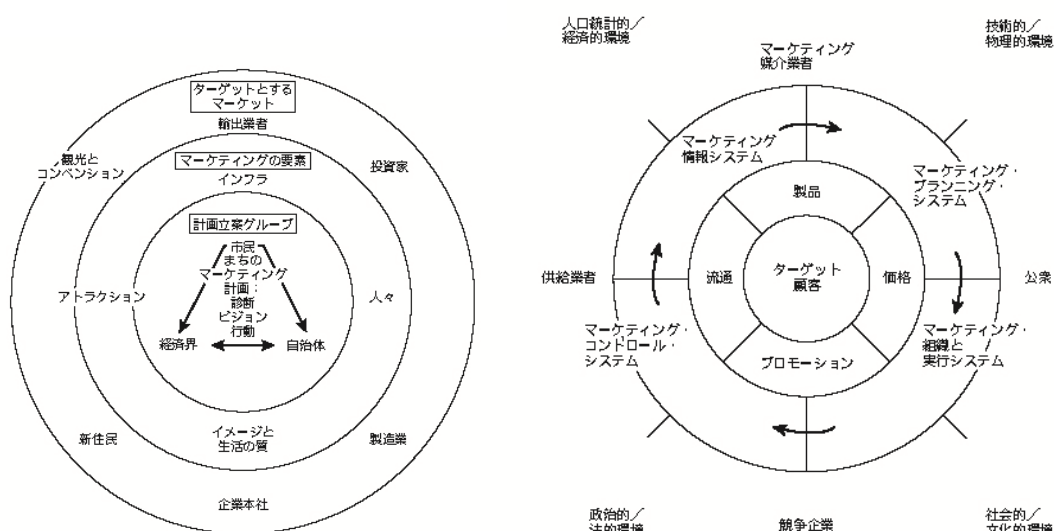 ターゲットとする
マーケット
輸出業者
観光と
コンベンション
投資家
マーケティングの要素
インフラ
計画立案グループ
市民
まちの
マーケティング
計画：
診断
ビジョン
行動
経済界
自治体
アトラクション
人々
イメージと
生活の質
新住民
製造業
企業本社
人口統計的／
経済的環境
技術的／
物理的環境
マーケティング
媒介業者
マーケティング
情報システム
マーケティング・
プランニング・
システム
製品
流通
ターゲット
顧客
価格
供給業者
公衆
マーケティング・
コントロール・
システム
マーケティング・
組織と
実行システム
プロモーション
政治的／
法的環境
競争企業
社会的／
文化的環境